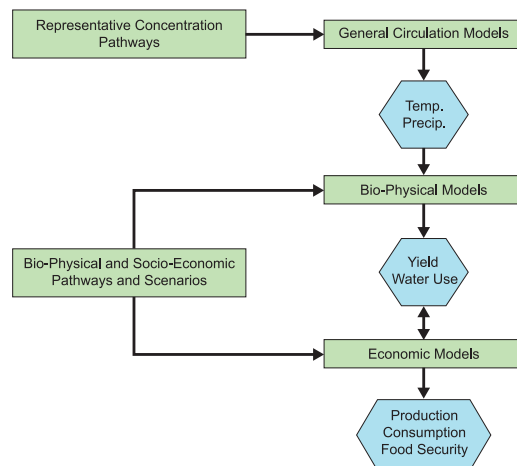 Representative Concentration
Pathways
General Circulation Models
Temp.
Precip.
Bio-Physical Models
Bio-Physical and Socio-Economic
Pathways and Scenarios
Yield
Water Use
Economic Models
Production
Consumption
Food Security